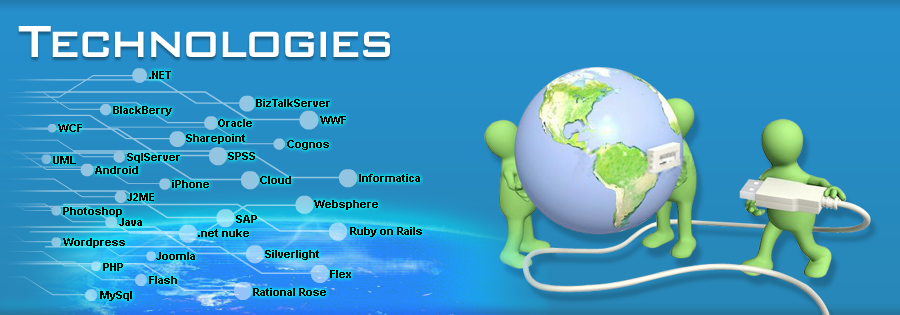 TECHNOLOGIES
.NET
BlackBerry
BizTalkServer
WCF
Oracle
WWF
Sharepoint
Cognos
UML
SqlServer
SPSS
Android
iPhone
Cloud
Informatica
J2ME
Websphere
Photoshop
Java
SAP
.net nuke
Ruby on Rails
Wordpress
Joomla
Silverlight
PHP
Flash
Flex
MySql
Rational Rose